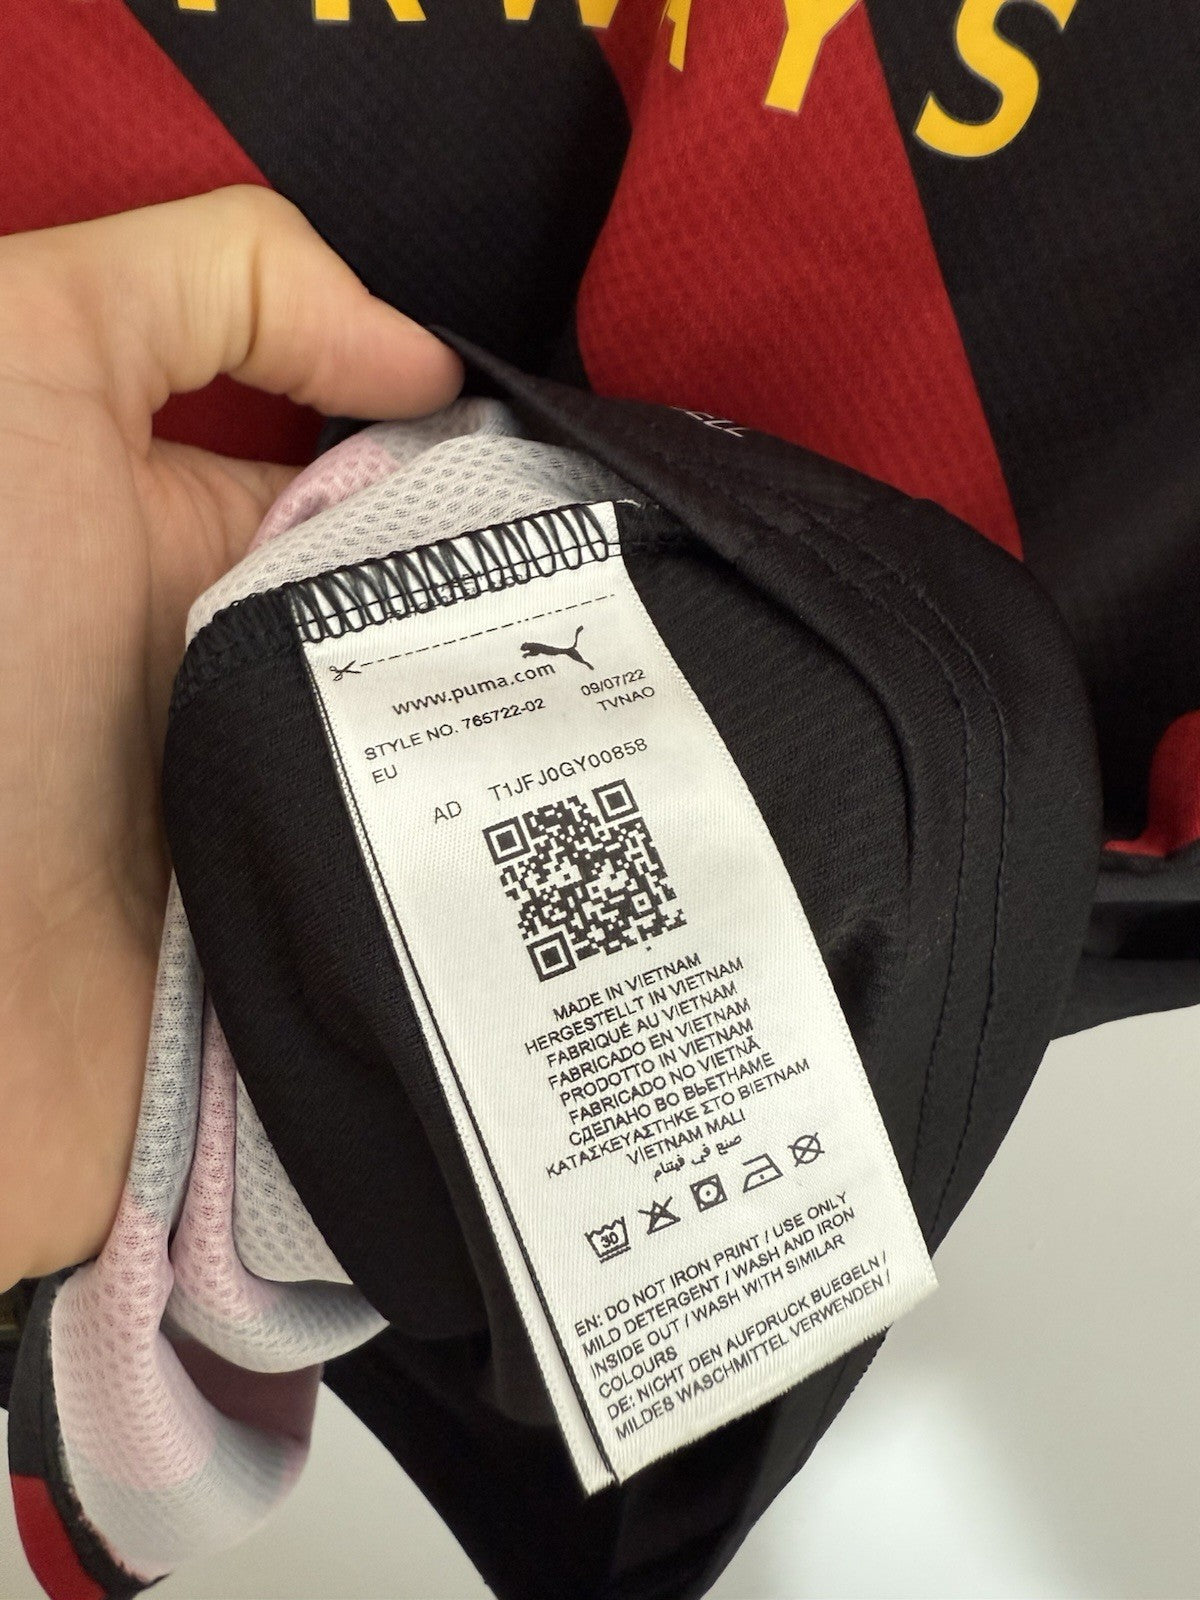 RWAYS
ELL
www.puma.com
STYLE NO. 765722-02 09/07/22
EU TVNAO
AD T1JFJ0GY00858
MADE IN VIETNAM
HERGESTELLT IN VIETNAM
FABRIQUÉ AU VIETNAM
FABRICADO EN VIETNAM
PRODOTTO IN VIETNAM
FABRICADO NO VIETNÃ
СДЕЛАНО ВО ВЬЕТНАМЕ
ΚΑΤΑΣΚΕΥΑΣΤΗΚΕ ΣΤΟ ΒΙΕΤΝΑΜ
VIETNAM MALI
صنع في فيتنام
30
EN: DO NOT IRON PRINT / USE ONLY
MILD DETERGENT / WASH AND IRON
INSIDE OUT / WASH WITH SIMILAR
COLOURS
DE: NICHT DEN AUFDRUCK BUEGELN /
MILDES WASCHMITTEL VERWENDEN /